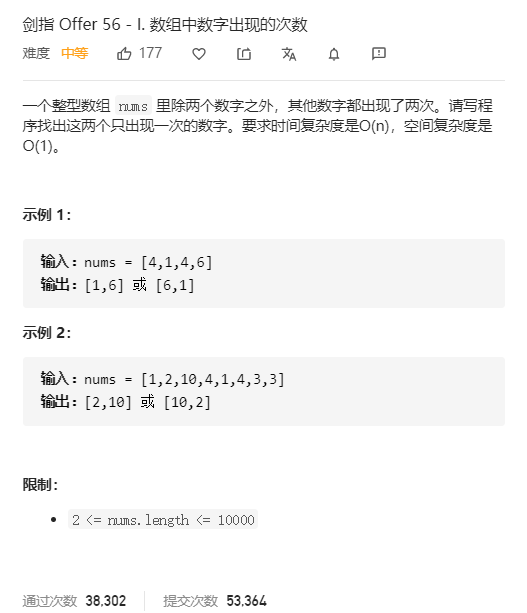 剑指 Offer 56 - I. 数组中数字出现的次数
难度 中等 177
一个整型数组 nums 里除两个数字之外，其他数字都出现了两次。请写程
序找出这两个只出现一次的数字。要求时间复杂度是O(n)，空间复杂度是
O(1)。
示例 1：
输入：nums = [4,1,4,6]
输出：[1,6] 或 [6,1]
示例 2：
输入：nums = [1,2,10,4,1,4,3,3]
输出：[2,10] 或 [10,2]
限制：
2 <= nums.length <= 10000
通过次数 38,302 提交次数 53,364